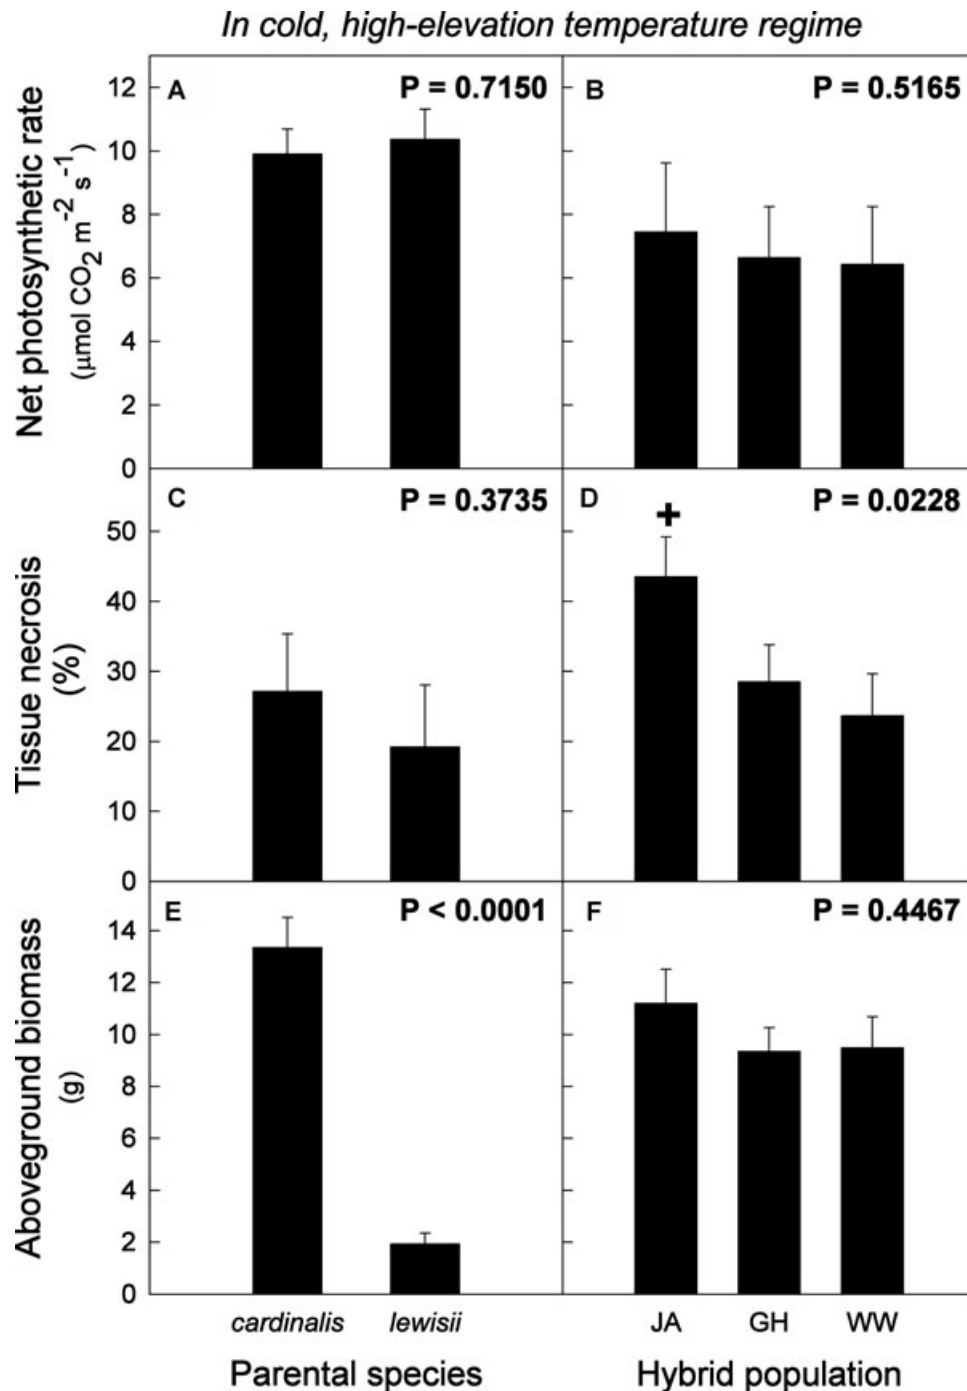 In cold, high-elevation temperature regime
Net photosynthetic rate
(μmol CO₂ m⁻² s⁻¹)
12
10
8
6
4
2
0
A
P = 0.7150
B
P = 0.5165
Tissue necrosis
(%)
50
40
30
20
10
0
C
P = 0.3735
D
P = 0.0228
+
Aboveground biomass
(g)
14
12
10
8
6
4
2
0
E
P < 0.0001
F
P = 0.4467
cardinalis lewisii
JA GH WW
Parental species
Hybrid population